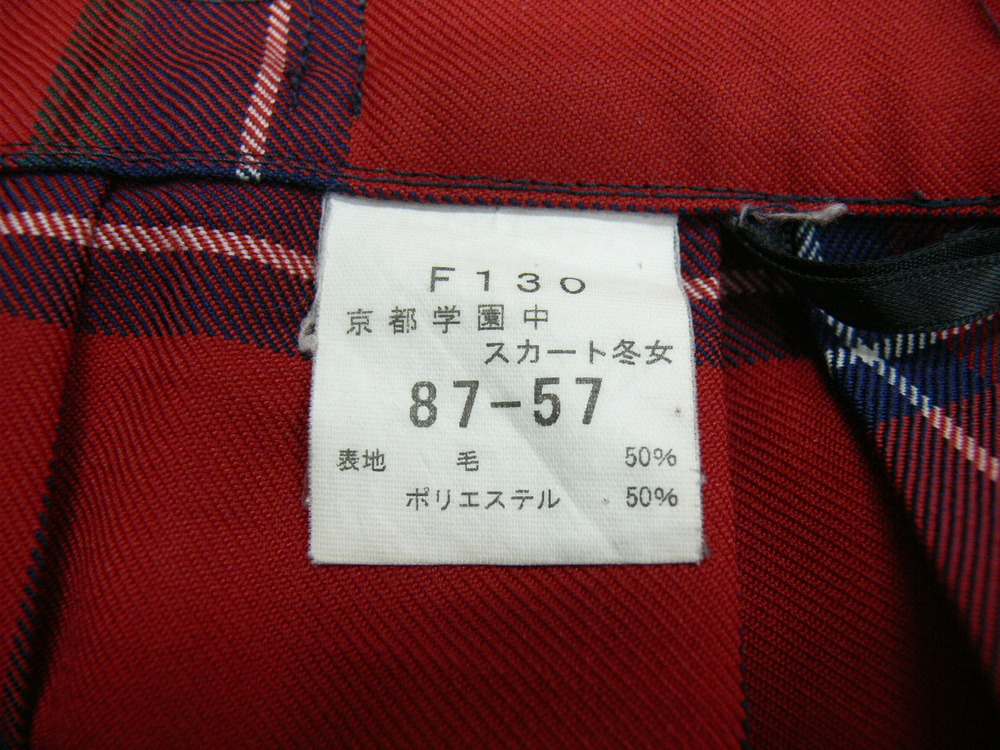 F130
京都学園中
スカート冬女
87-57
表地 毛 50%
ポリエステル 50%